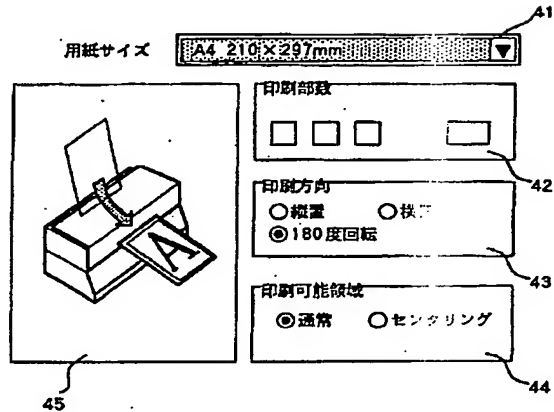 41
用紙サイズ A4 210×297mm
印刷部数
42
印刷方向
○縦置
◉180度回転
43
印刷可能領域
◉通常 ○センタリング
44
A
45